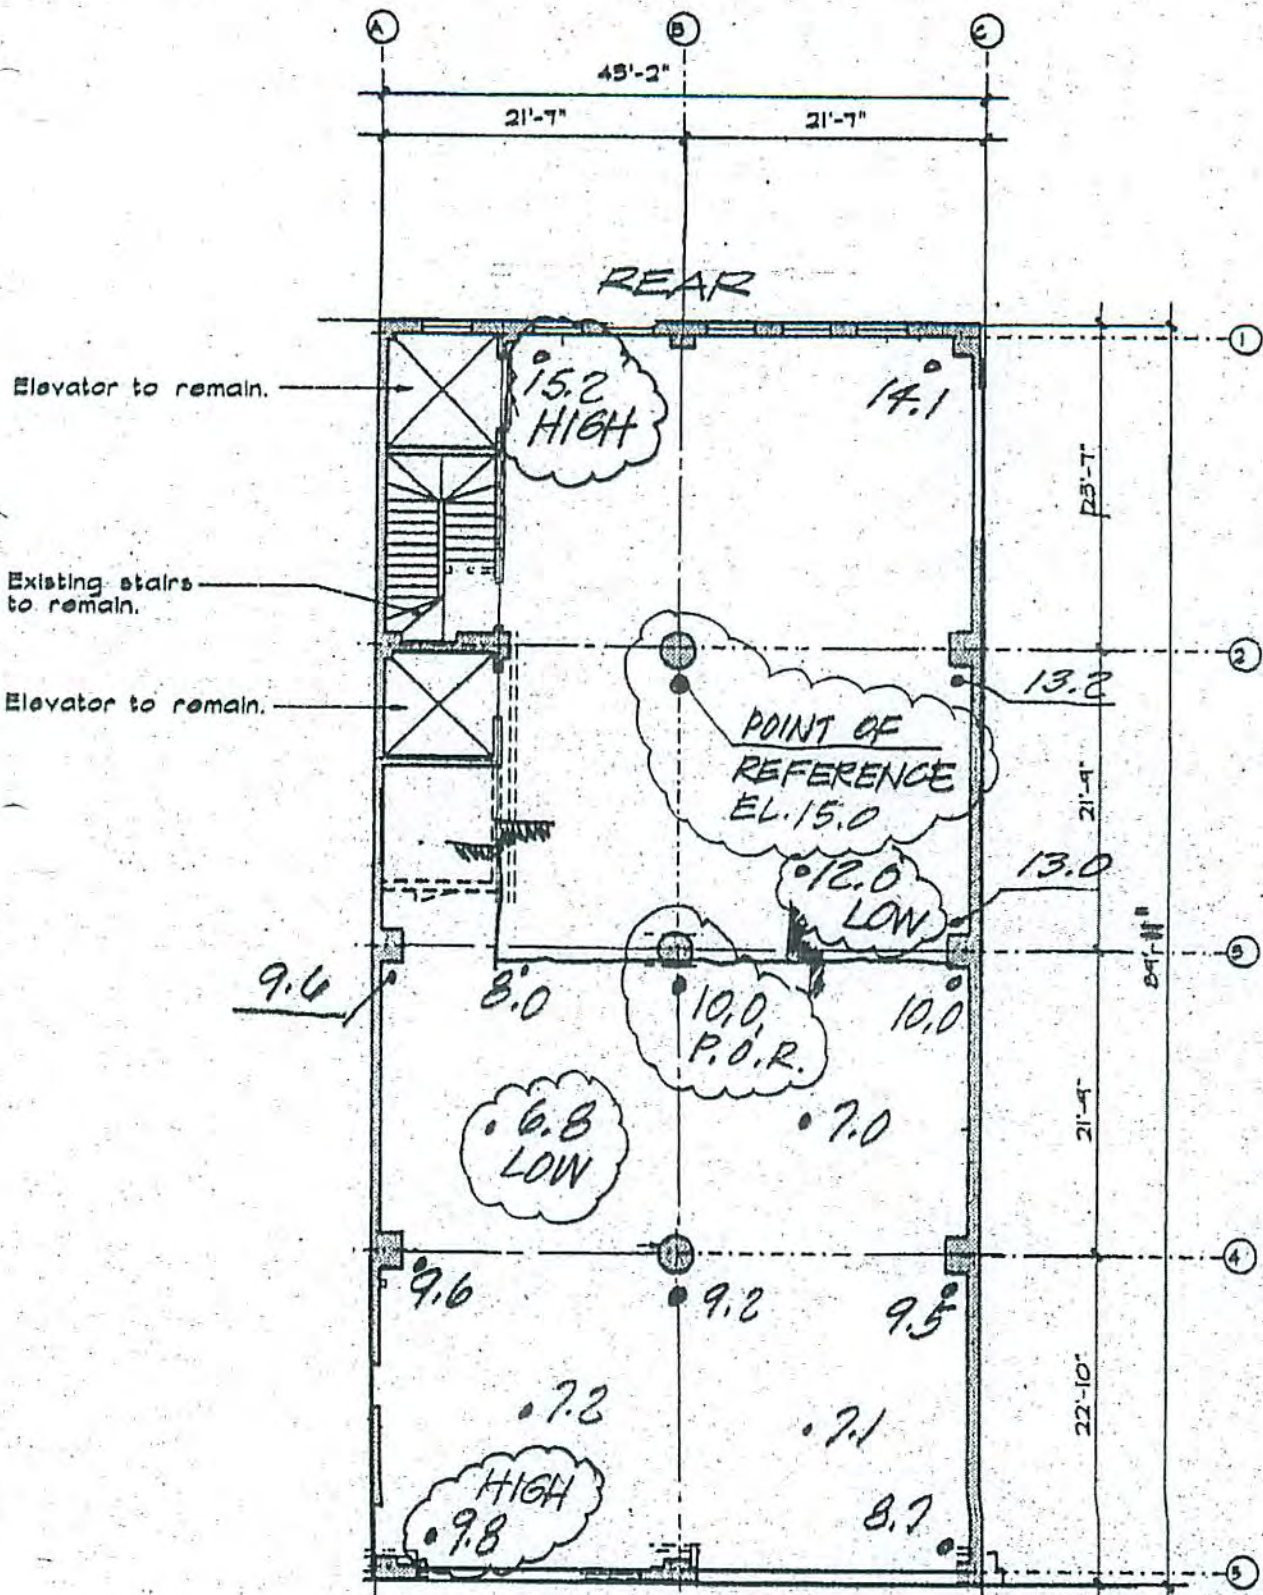 A
B
C
43'-2"
21'-7"
21'-7"
REAR
1
Elevator to remain.
15.2
HIGH
14.1
23'-7"
Existing stairs
to remain.
2
Elevator to remain.
13.2
POINT OF
REFERENCE
EL. 15.0
21'-9"
12.0
LOW
13.0
3
89'-11"
9.6
8.0
10.0
P.O.R.
10.0
6.8
LOW
7.0
21'-9"
4
9.6
9.2
9.5
7.2
7.1
22'-10"
HIGH
9.8
8.7
5